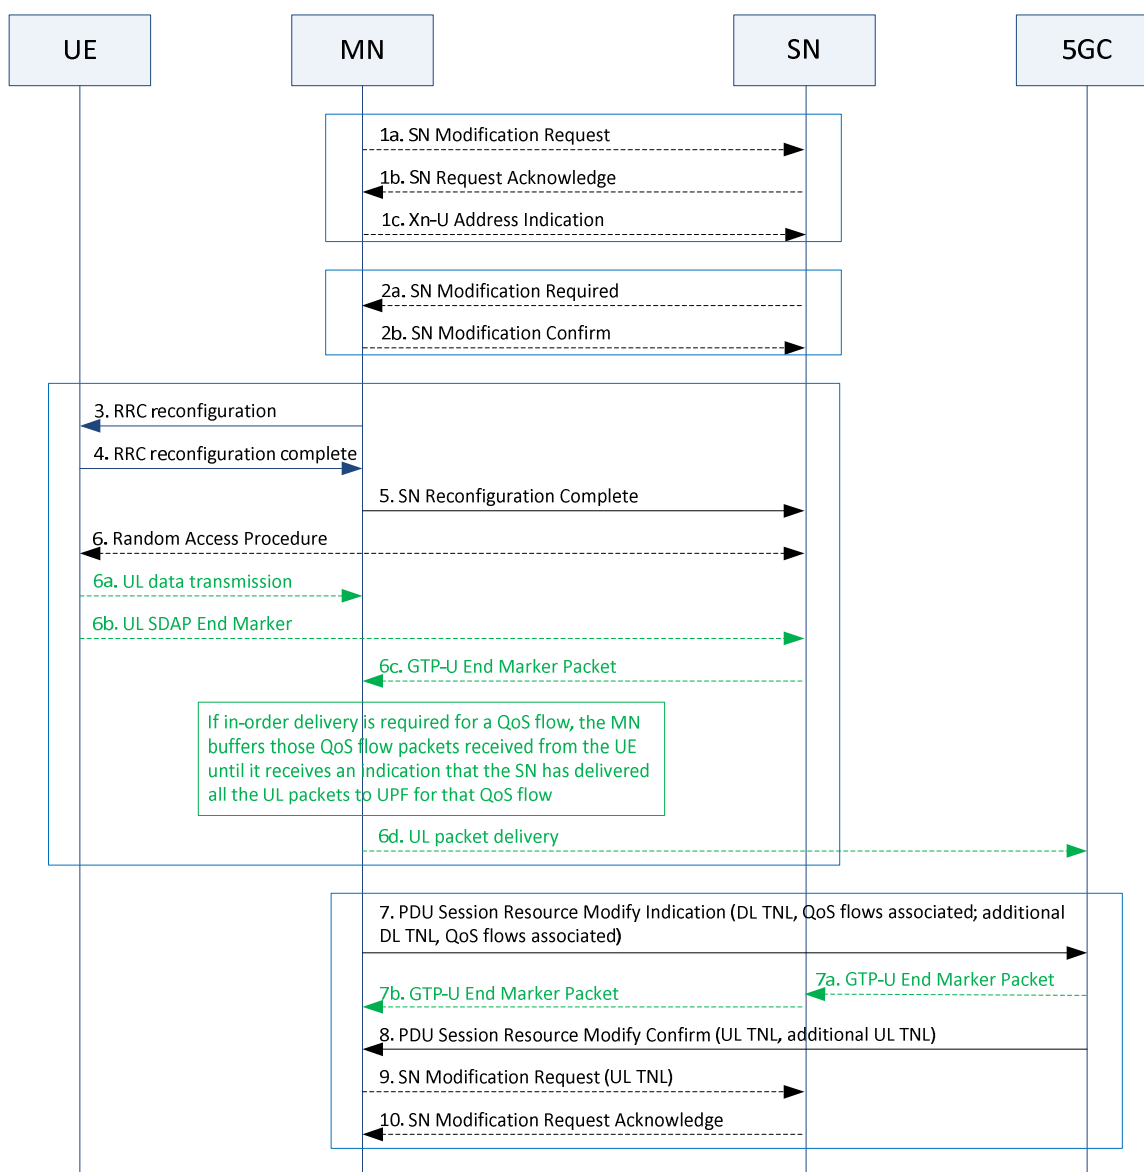 UE MN SN 5GC
1a. SN Modification Request
1b. SN Request Acknowledge
1c. Xn-U Address Indication
2a. SN Modification Required
2b. SN Modification Confirm
3. RRC reconfiguration
4. RRC reconfiguration complete
5. SN Reconfiguration Complete
6. Random Access Procedure
6a. UL data transmission
6b. UL SDAP End Marker
6c. GTP-U End Marker Packet
If in-order delivery is required for a QoS flow, the MN
buffers those QoS flow packets received from the UE
until it receives an indication that the SN has delivered
all the UL packets to UPF for that QoS flow
6d. UL packet delivery
7. PDU Session Resource Modify Indication (DL TNL, QoS flows associated; additional
DL TNL, QoS flows associated)
7a. GTP-U End Marker Packet
7b. GTP-U End Marker Packet
8. PDU Session Resource Modify Confirm (UL TNL, additional UL TNL)
9. SN Modification Request (UL TNL)
10. SN Modification Request Acknowledge